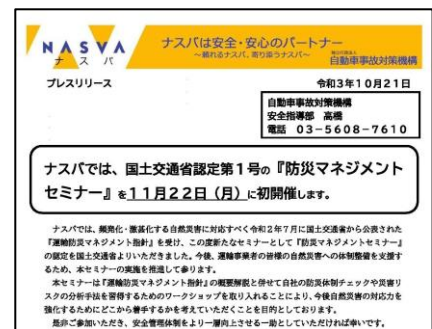 NASVA
ナスバ
ナスバは安全・安心のパートナー
～頼れるナスバ、寄り添うナスバ～
独立行政法人
自動車事故対策機構
プレスリリース
令和3年10月21日
自動車事故対策機構
安全指導部 高橋
電話 03-5608-7610
ナスバでは、国土交通省認定第1号の『防災マネジメント
セミナー』を11月22日(月)に初開催します。
ナスバでは、頻発化・激甚化する自然災害に対応すべく令和2年7月に国土交通省から公表された
『運輸防災マネジメント指針』を受け、この度新たなセミナーとして『防災マネジメントセミナー』
の認定を国土交通省よりいただきました。今後、運輸事業者の皆様の自然災害への体制整備を支援す
るため、本セミナーの実施を推進して参ります。
本セミナーは『運輸防災マネジメント指針』の概要解説と併せて自社の防災体制チェックや災害リ
スクの分析手法を習得するためのワークショップを取り入れることにより、今後自然災害の対応力を
強化するためにどこから着手するかを考えていただくことを目的としております。
是非ご参加いただき、安全管理体制をより一層向上させる一助としていただければ幸いです。